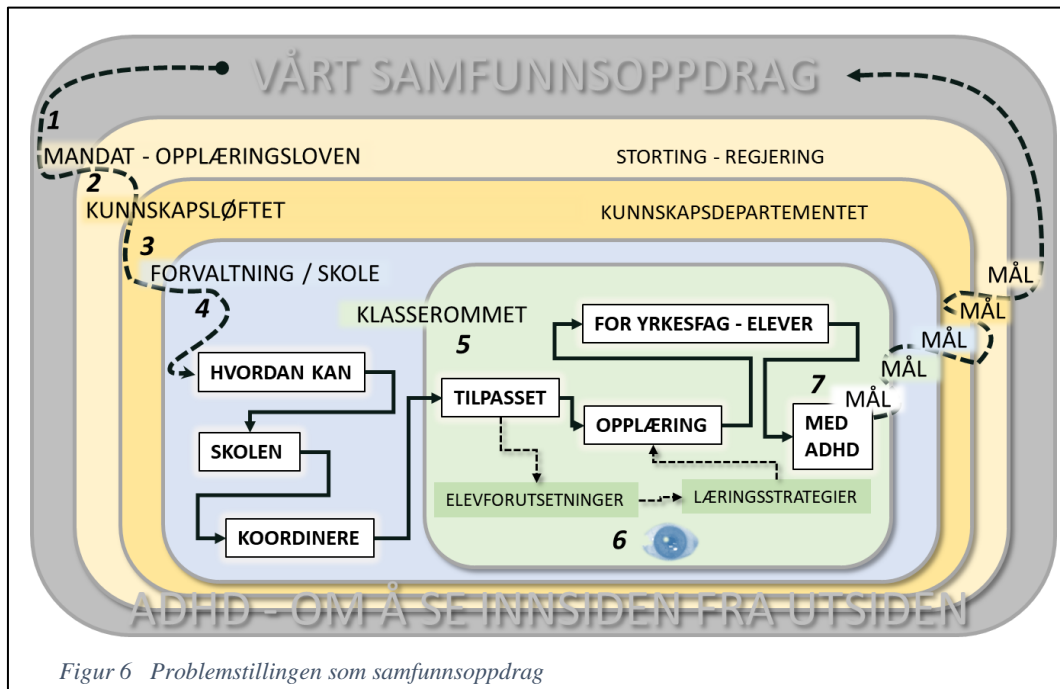 VÅRT SAMFUNNSOPPDRAG
1
MANDAT - OPPLÆRINGSLOVEN
STORTING - REGJERING
2
KUNNSKAPSLØFTET
KUNNSKAPSDEPARTEMENTET
3
FORVALTNING / SKOLE
MÅL
4
MÅL
KLASSEROMMET
FOR YRKESFAG - ELEVER
MÅL
5
MÅL
HVORDAN KAN
7
TILPASSET
MÅL
OPPLÆRING
MED
ADHD
SKOLEN
ELEVFORUTSETNINGER
LÆRINGSSTRATEGIER
KOORDINERE
6
ADHD - OM Å SE INNSIDEN FRA UTSIDEN
Figur 6 Problemstillingen som samfunnsoppdrag